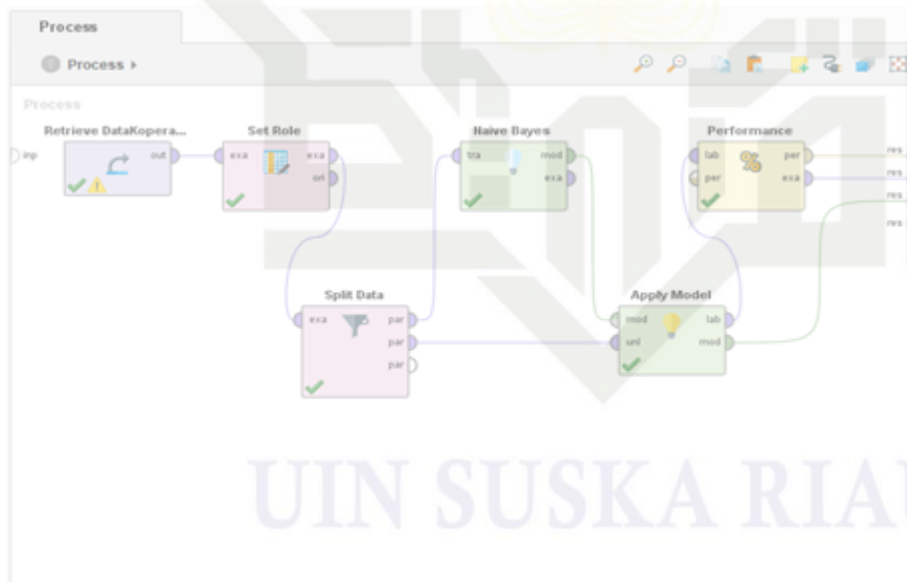 Process
Process
Process
Retrieve DataKopera...
Set Role
Naive Bayes
Performance
inp
out
exa
exa
ori
tra
mod
exa
lab
per
per
exa
res
res
res
res
Split Data
Apply Model
exa
par
par
par
mod
unl
lab
mod
UIN SUSKA RIAU